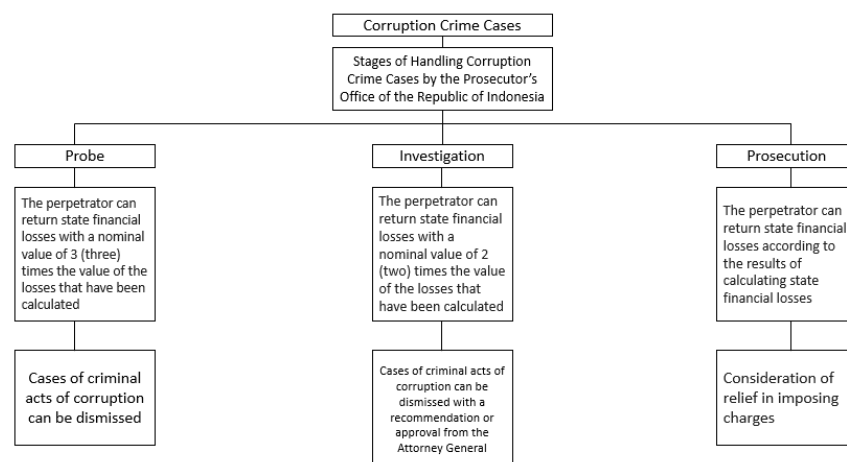 Corruption Crime Cases
Stages of Handling Corruption
Crime Cases by the Prosecutor's
Office of the Republic of Indonesia
Probe
Investigation
Prosecution
The perpetrator can
return state financial
losses with a nominal
value of 3 (three)
times the value of the
losses that have been
calculated
The perpetrator can
return state financial
losses with a
nominal value of 2
(two) times the value
of the losses that
have been calculated
The perpetrator can
return state financial
losses according to
the results of
calculating state
financial losses
Cases of criminal
acts of corruption
can be dismissed
Cases of criminal acts of
corruption can be
dismissed with a
recommendation or
approval from the
Attorney General
Consideration of
relief in imposing
charges